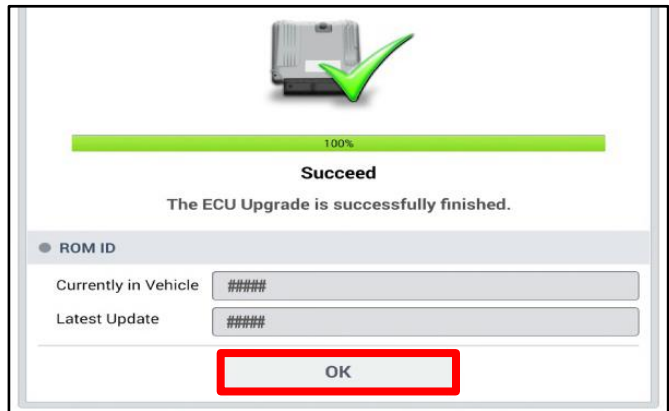 100%
Succeed
The ECU Upgrade is successfully finished.
ROM ID
Currently in Vehicle #####
Latest Update #####
OK